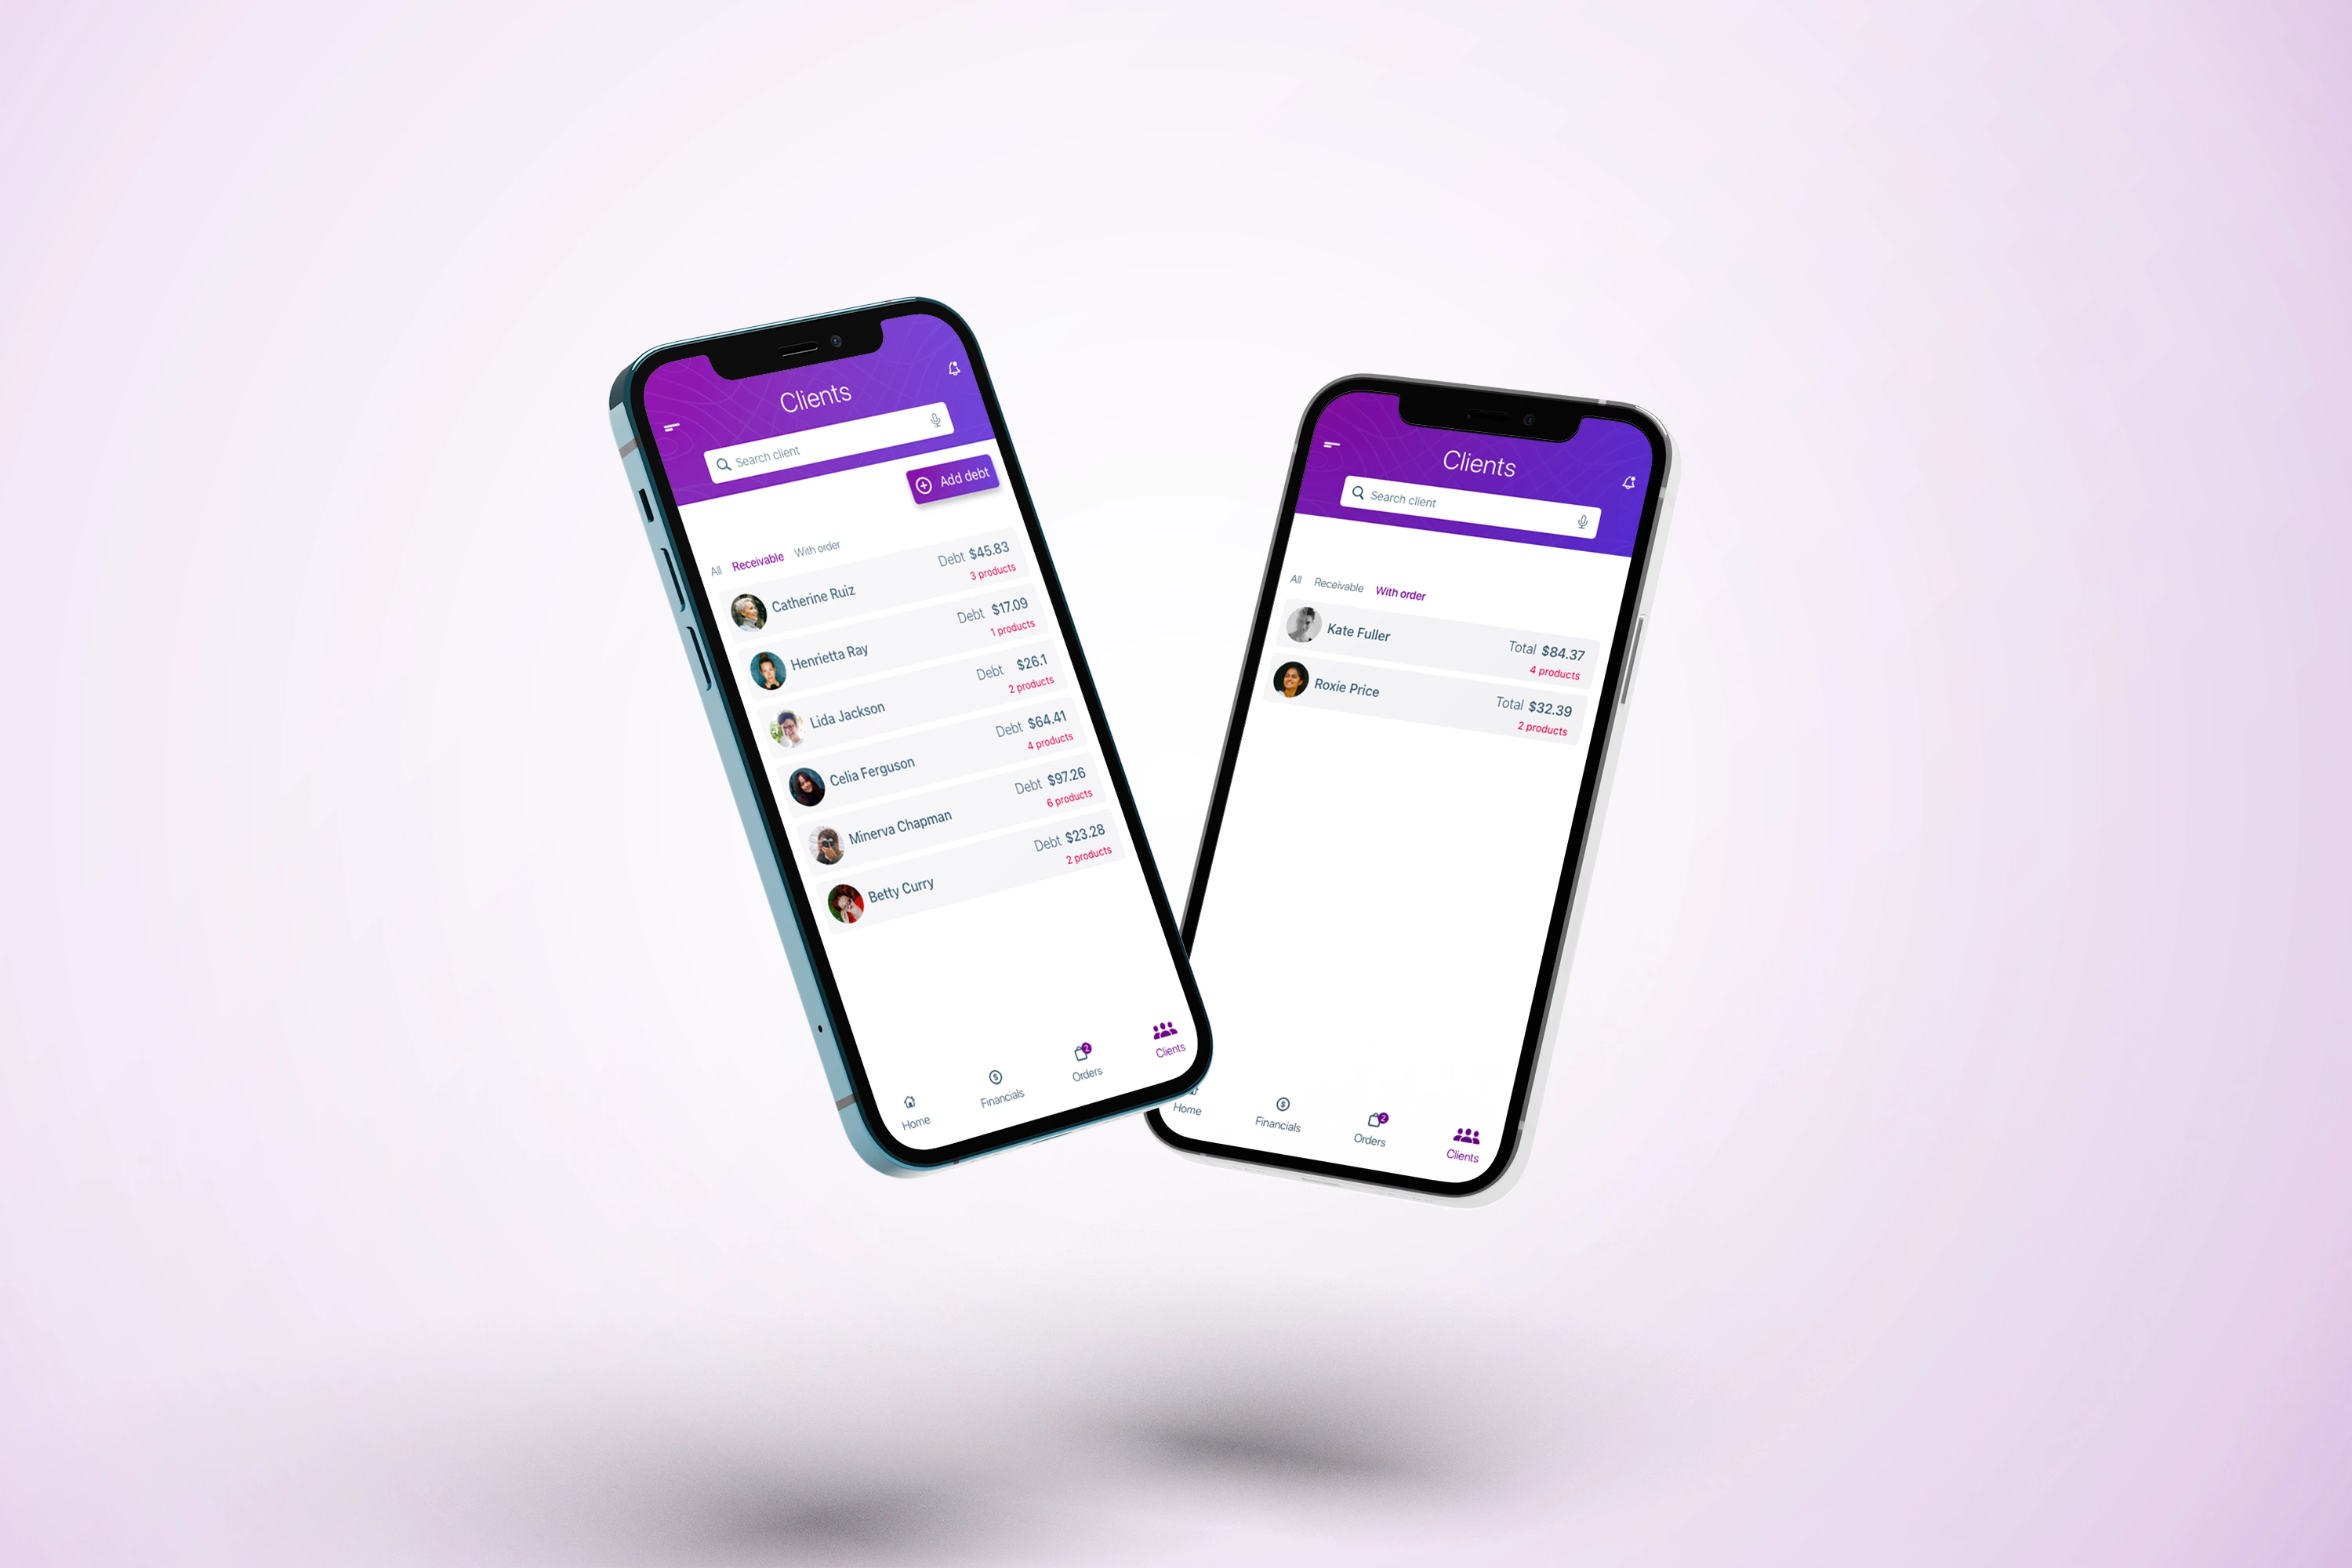 Clients
Search client
Add debt
All Receivable With order
Catherine Ruiz Debt $45.83
3 products
Henrietta Ray Debt $17.09
1 products
Lida Jackson Debt $26.1
2 products
Celia Ferguson Debt $64.41
4 products
Minerva Chapman Debt $97.26
6 products
Betty Curry Debt $23.28
2 products
Home Financials 2 Orders Clients
Clients
Search client
All Receivable With order
Kate Fuller Total $84.37
4 products
Roxie Price Total $32.39
2 products
Home Financials 2 Orders Clients